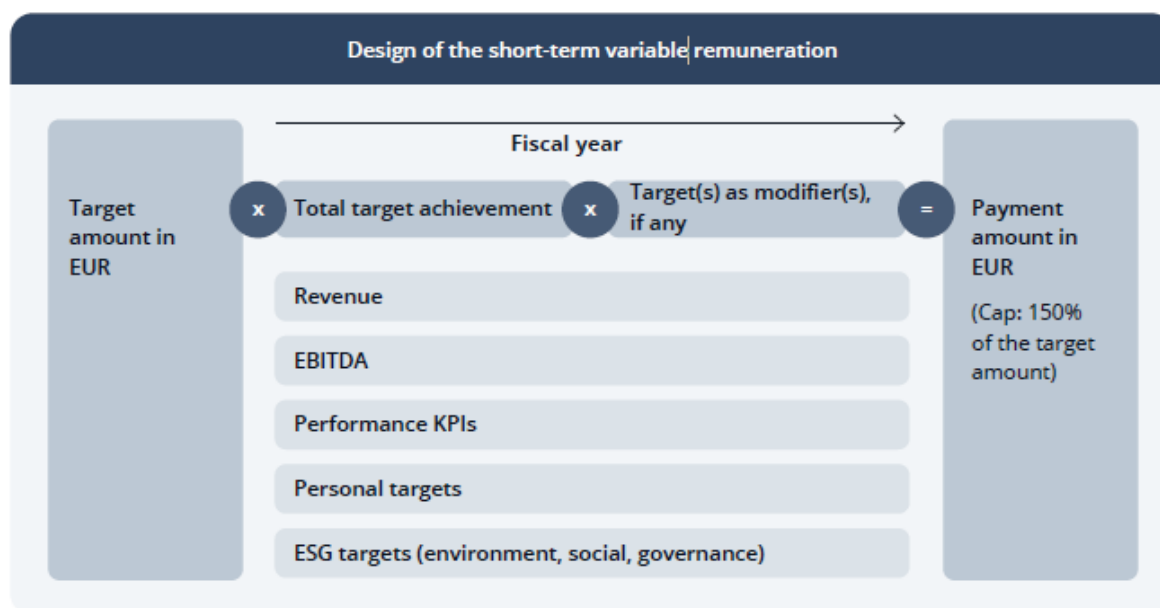 Design of the short-term variable remuneration
Fiscal year
Target
amount in
EUR
x
Total target achievement
x
Target(s) as modifier(s),
if any
=
Payment
amount in
EUR
(Cap: 150%
of the target
amount)
Revenue
EBITDA
Performance KPIs
Personal targets
ESG targets (environment, social, governance)